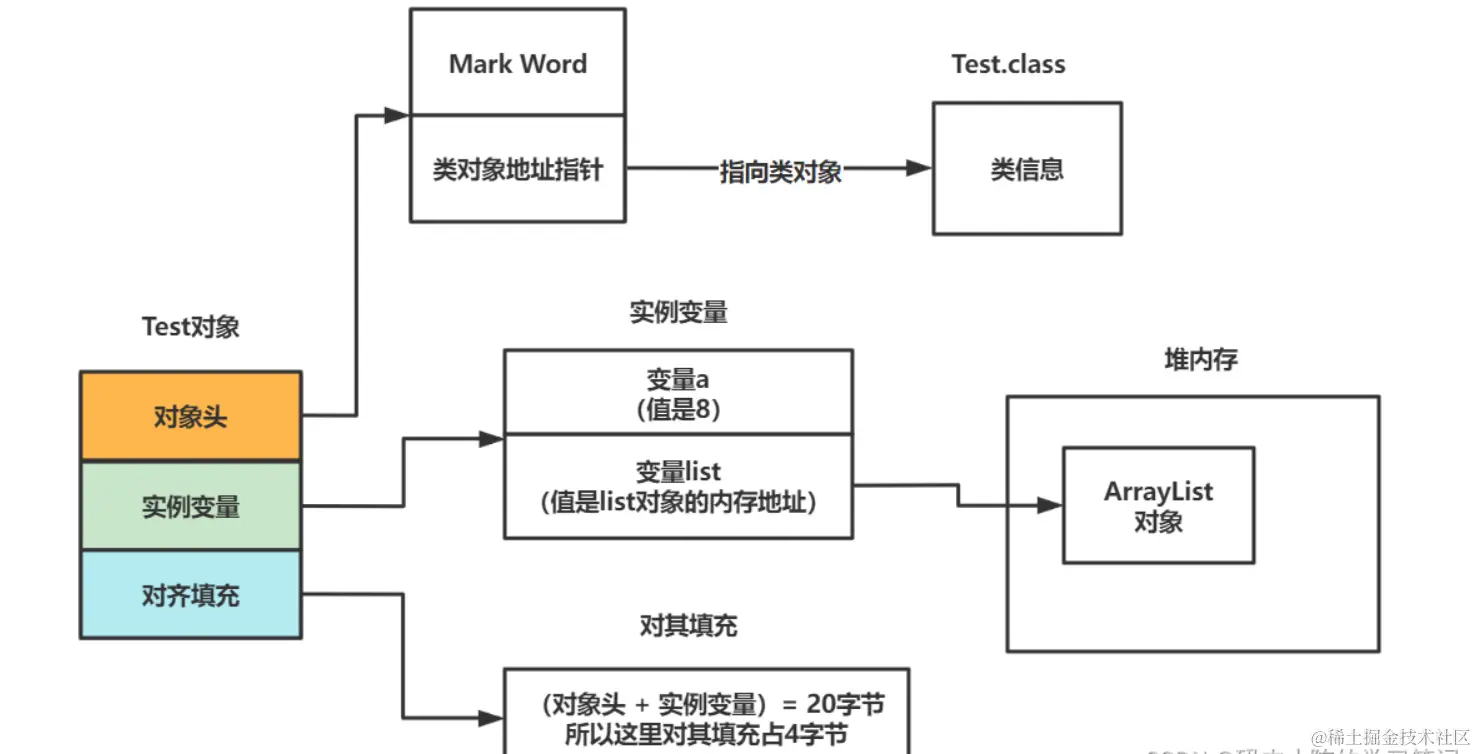 Mark Word
Test.class
类对象地址指针
指向类对象
类信息
Test对象
实例变量
对象头
变量a
（值是8）
堆内存
实例变量
变量list
（值是list对象的内存地址）
ArrayList
对象
对齐填充
对其填充
（对象头 + 实例变量）= 20字节
所以这里对其填充占4字节
@稀土掘金技术社区